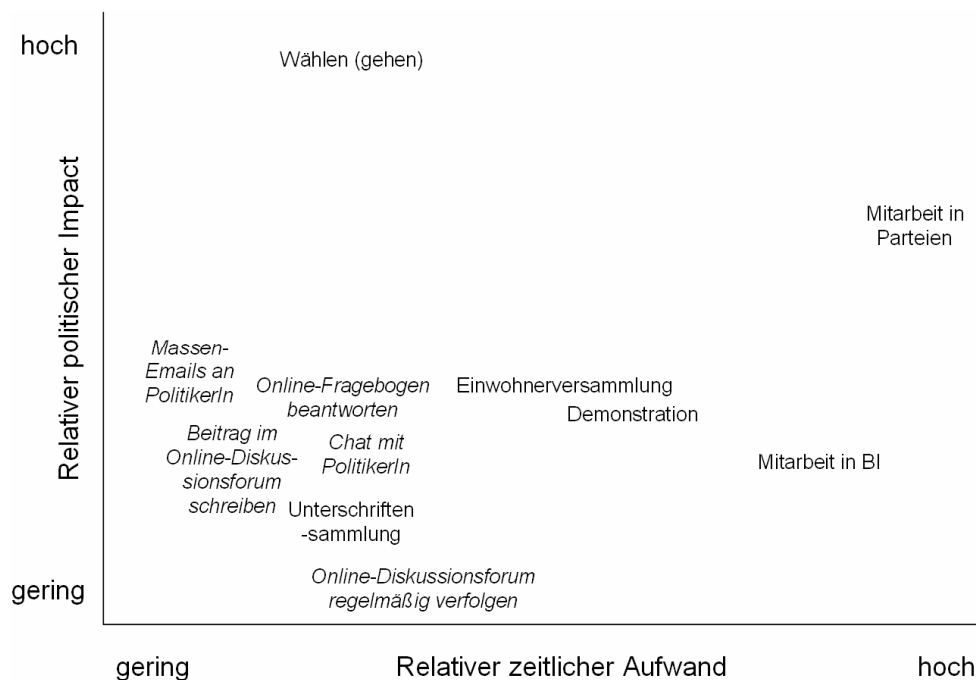 hoch
Wählen (gehen)
Relativer politischer Impact
Mitarbeit in
Parteien
Massen-
Emails an
PolitikerIn
Online-Fragebogen
beantworten
Einwohnerversammlung
Demonstration
Beitrag im
Online-Diskus-
sionsforum
schreiben
Chat mit
PolitikerIn
Mitarbeit in BI
Unterschriften
-sammlung
Online-Diskussionsforum
regelmäßig verfolgen
gering
gering
Relativer zeitlicher Aufwand
hoch